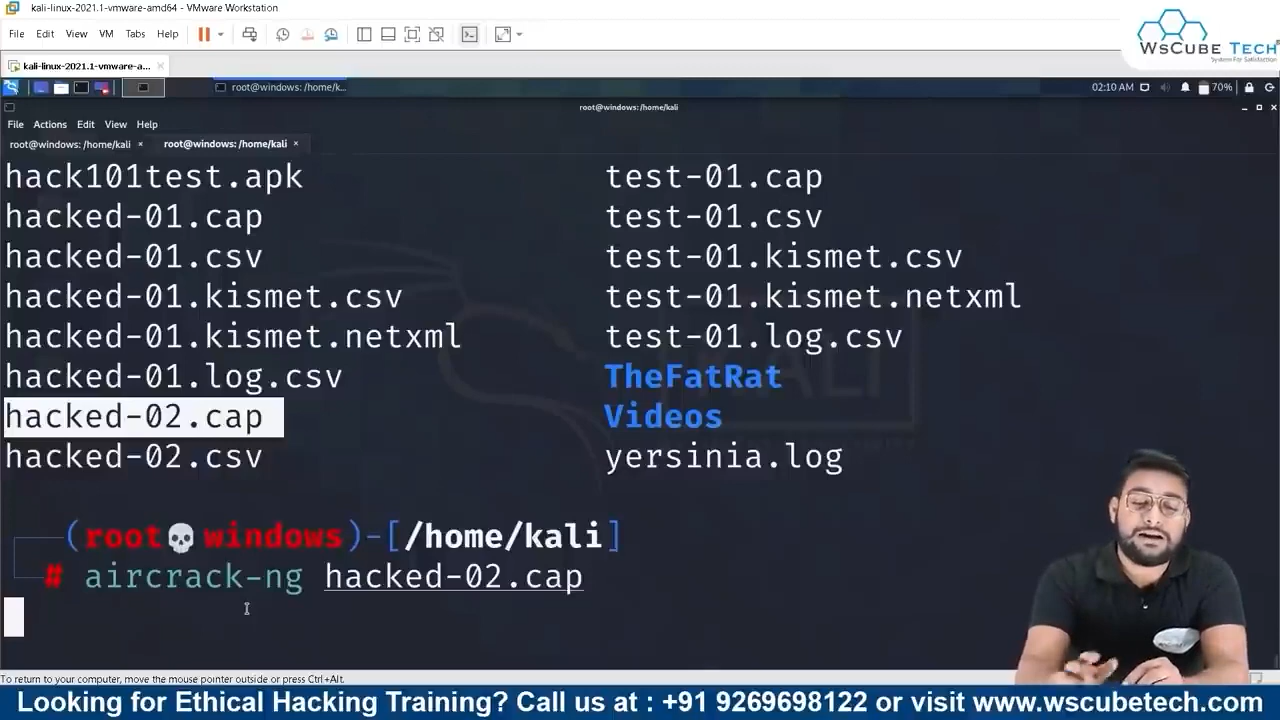 kali-linux-2021.1-vmware-amd64 - VMware Workstation
File Edit View VM Tabs Help
WsCube Tech
System For Satisfaction
kali-linux-2021.1-vmware-a...
root@windows: /home/k...
02:10 AM
70%
root@windows: /home/kali
File Actions Edit View Help
root@windows: /home/kali × root@windows: /home/kali ×
hack101test.apk test-01.cap
hacked-01.cap test-01.csv
hacked-01.csv test-01.kismet.csv
hacked-01.kismet.csv test-01.kismet.netxml
hacked-01.kismet.netxml test-01.log.csv
hacked-01.log.csv TheFatRat
hacked-02.cap Videos
hacked-02.csv yersinia.log
(root💀windows)-[/home/kali]
# aircrack-ng hacked-02.cap
To return to your computer, move the mouse pointer outside or press Ctrl+Alt.
Looking for Ethical Hacking Training? Call us at : +91 9269698122 or visit www.wscubetech.com